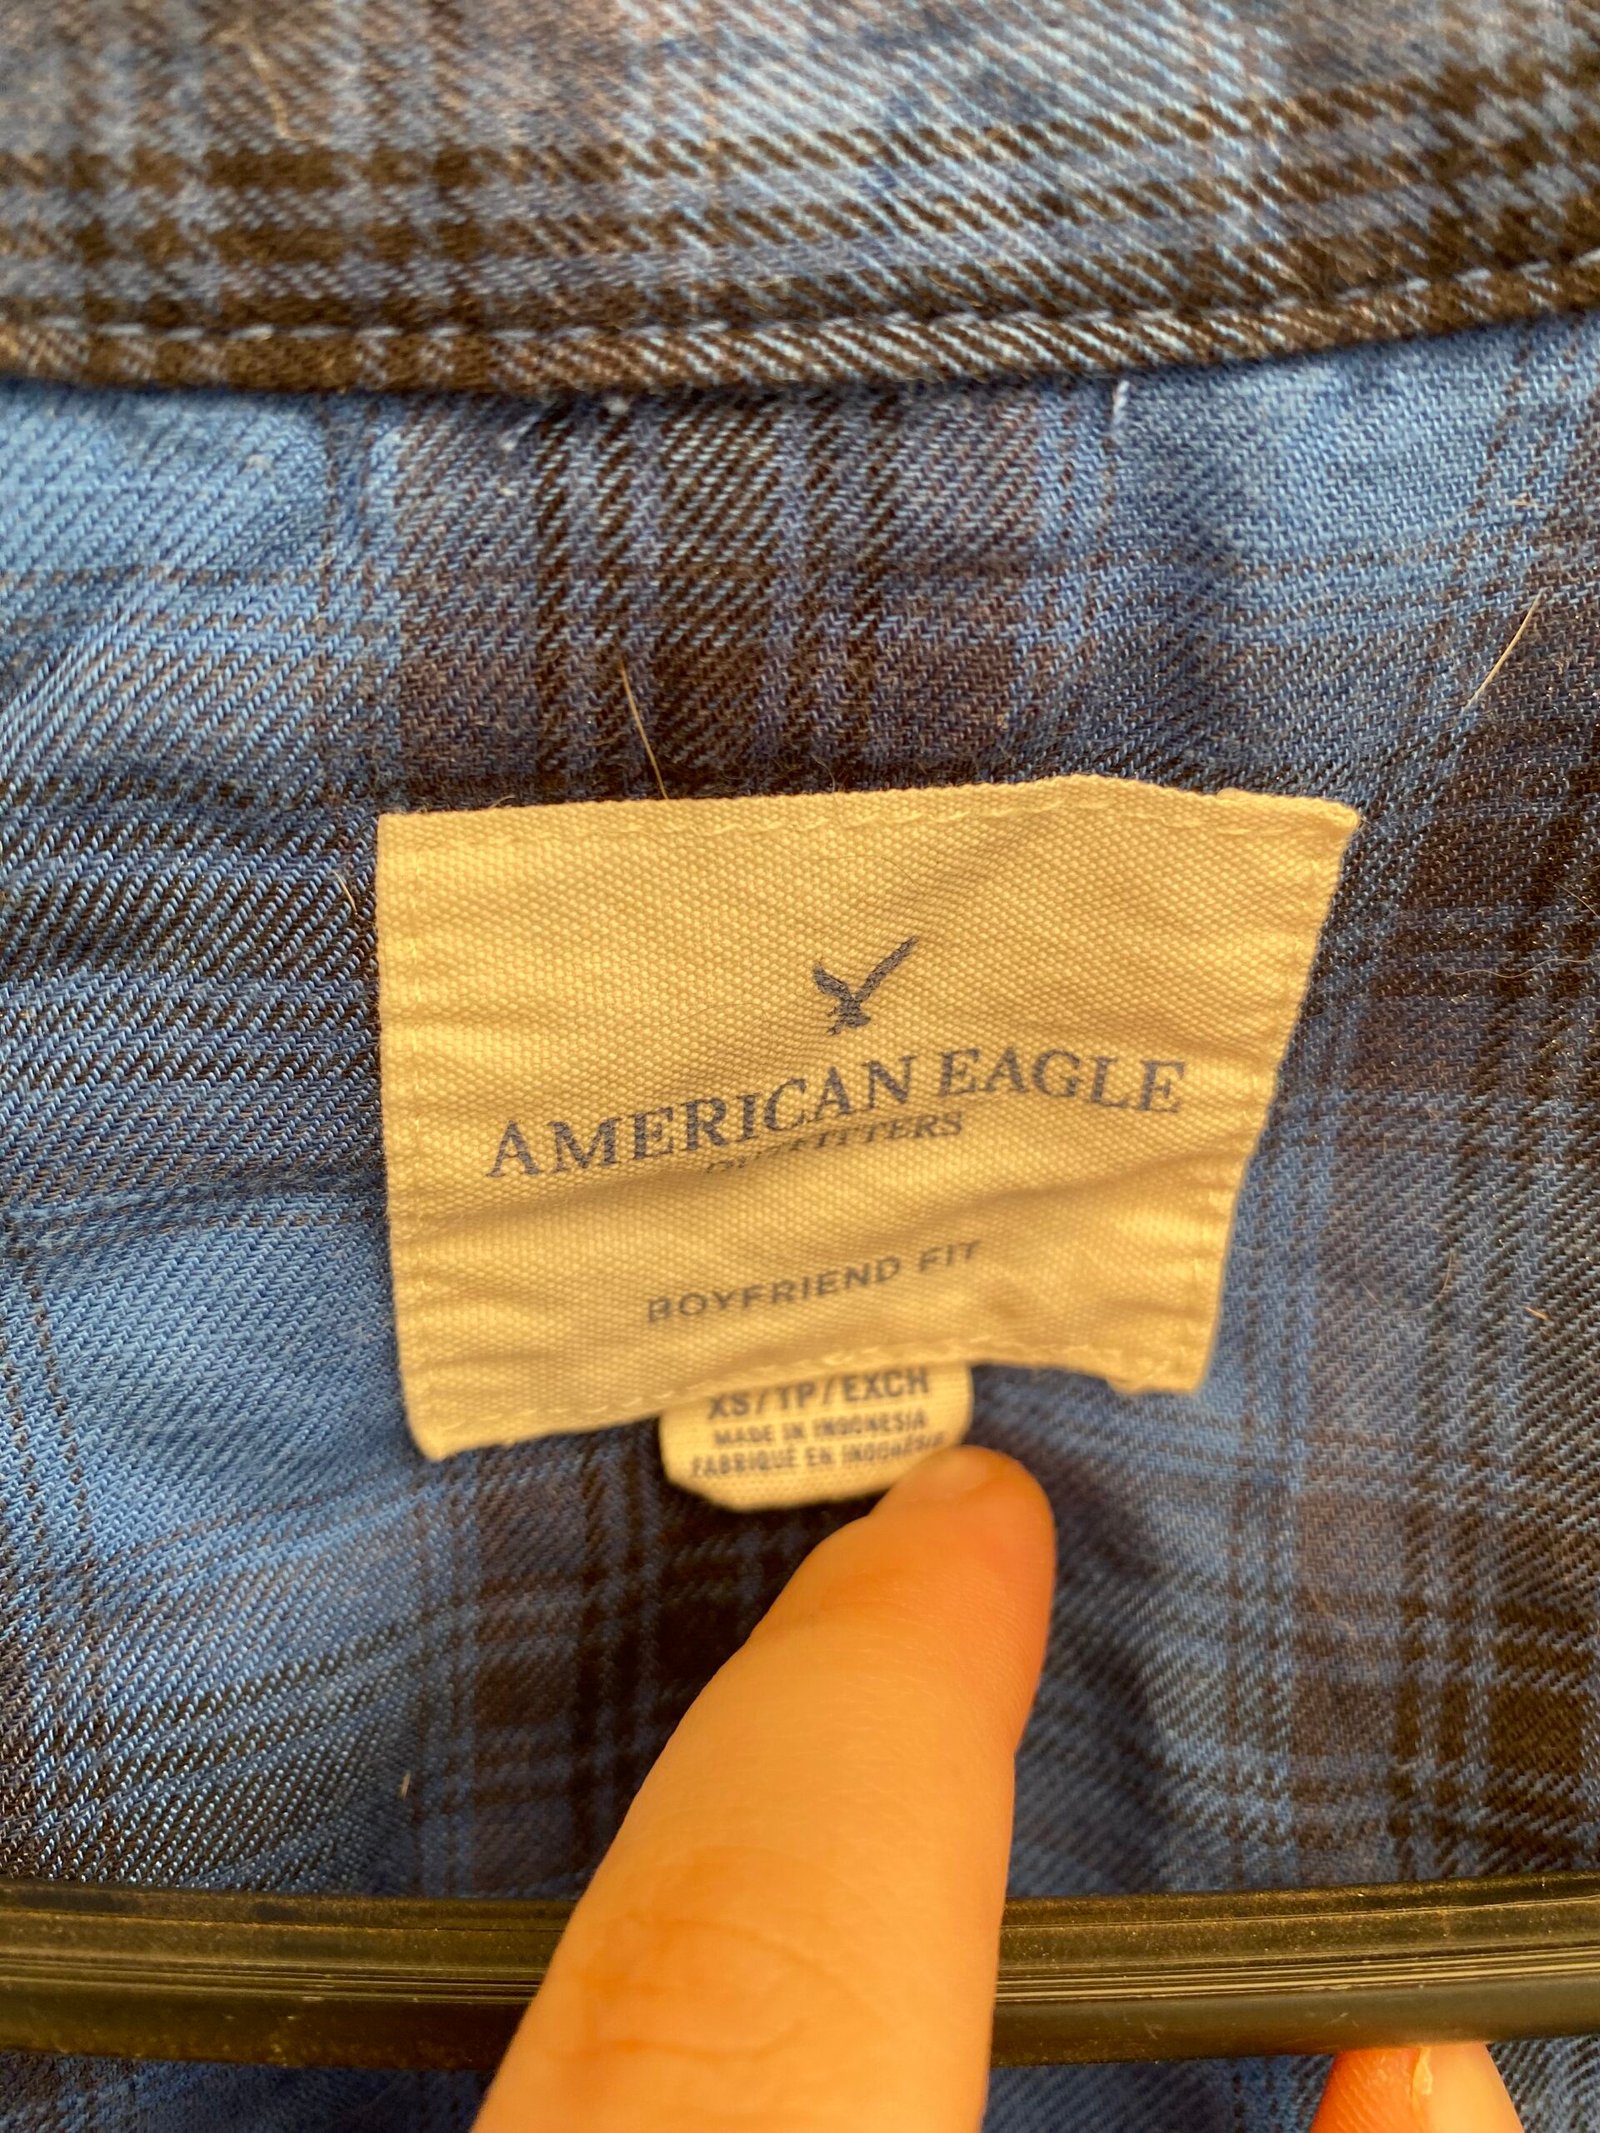 AMERICAN EAGLE
OUTFITTERS
BOYFRIEND FIT
XS/TP/EXCH
MADE IN INDONESIA
FABRIQUÉ EN INDONÉSIE